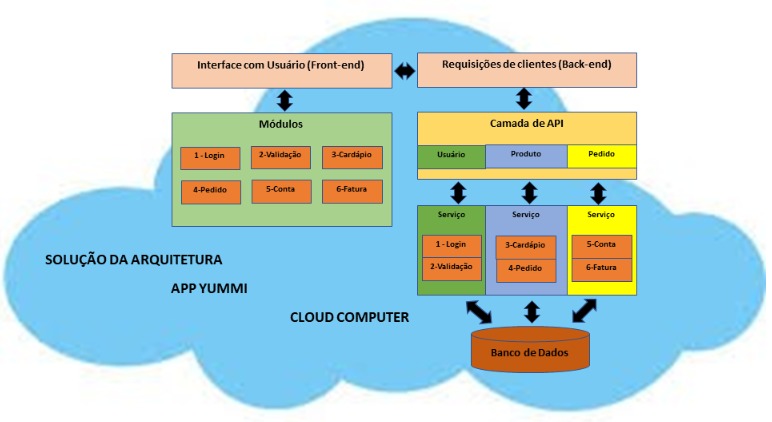 Interface com Usuário (Front-end)
Requisições de clientes (Back-end)
Módulos
1 - Login
2-Validação
3-Cardápio
4-Pedido
5-Conta
6-Fatura
Camada de API
Usuário
Produto
Pedido
Serviço
Serviço
Serviço
1 - Login
2-Validação
3-Cardápio
4-Pedido
5-Conta
6-Fatura
SOLUÇÃO DA ARQUITETURA
APP YUMMI
CLOUD COMPUTER
Banco de Dados